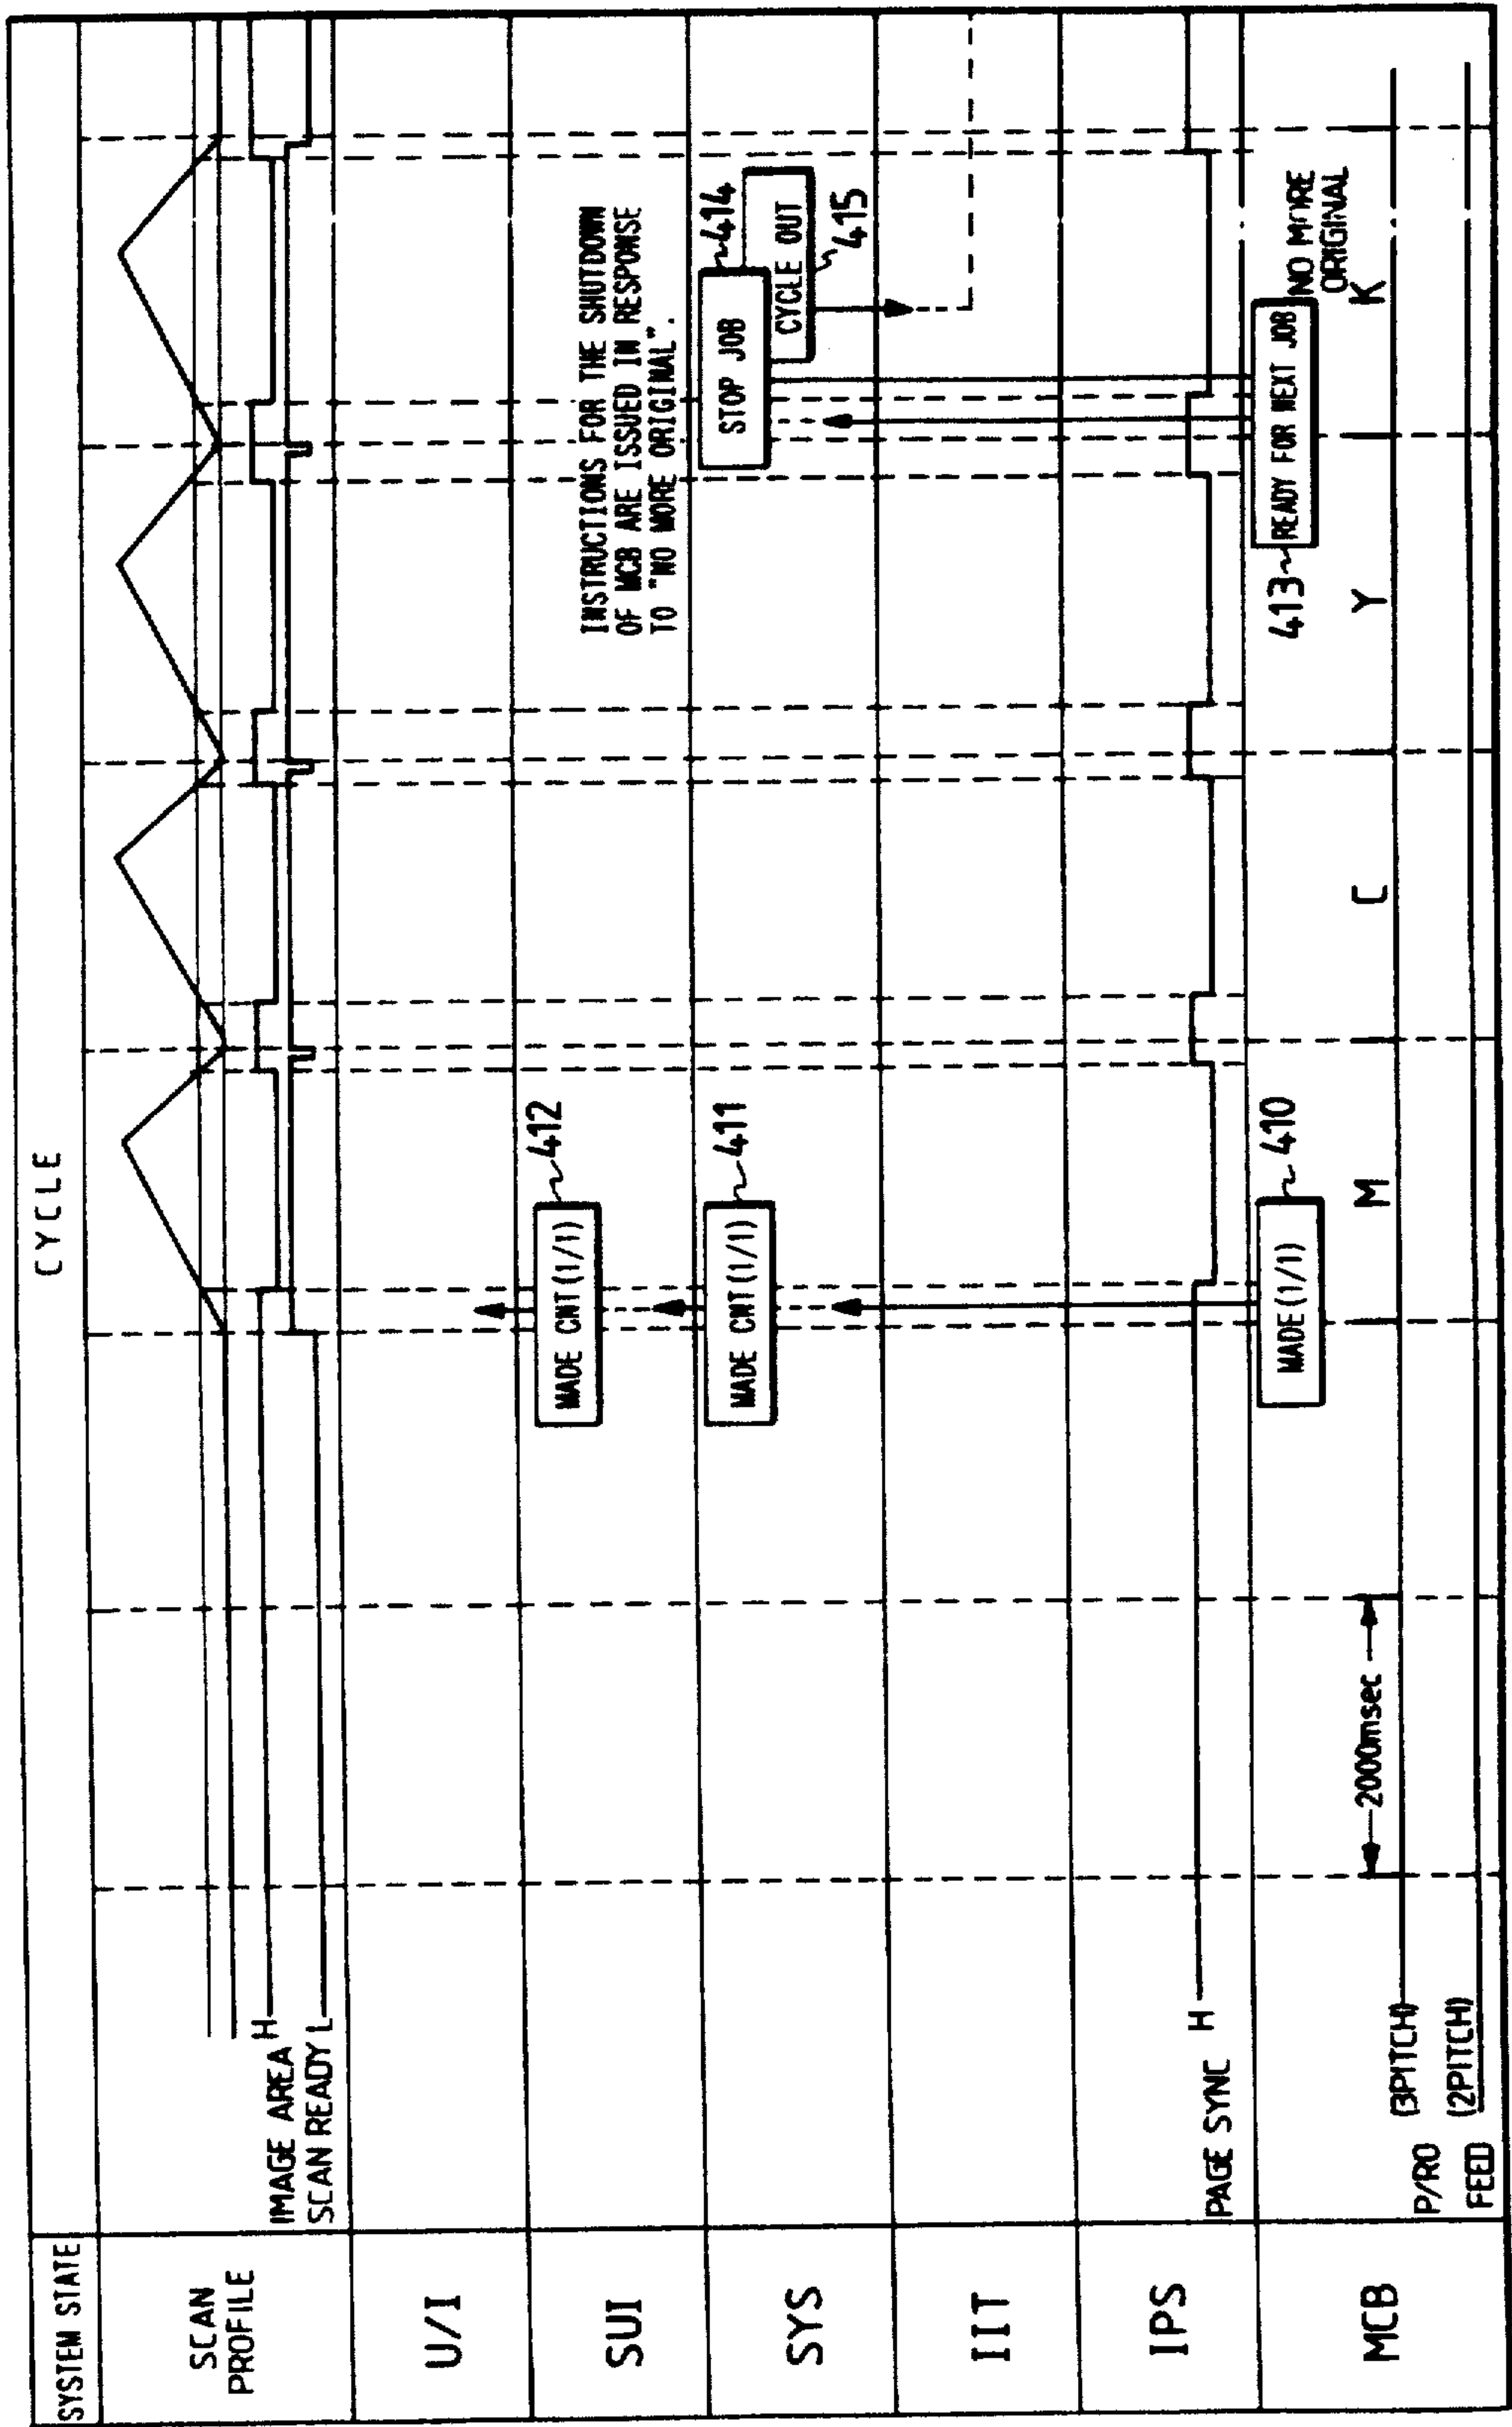 SYSTEM STATE
CYCLE
SCAN
PROFILE
IMAGE AREA H
SCAN READY L
U/I
SUI
MADE CNT(1/1)
412
INSTRUCTIONS FOR THE SHUTDOWN
OF MCB ARE ISSUED IN RESPONSE
TO "NO MORE ORIGINAL".
SYS
MADE CNT(1/1)
411
STOP JOB
414
CYCLE OUT
415
IIT
IPS
PAGE SYNC H
MCB
MADE(1/1)
410
413
READY FOR NEXT JOB
NO MORE
ORIGINAL
2000msec
M
C
Y
K
P/RO (3PITCH)
FEED (2PITCH)